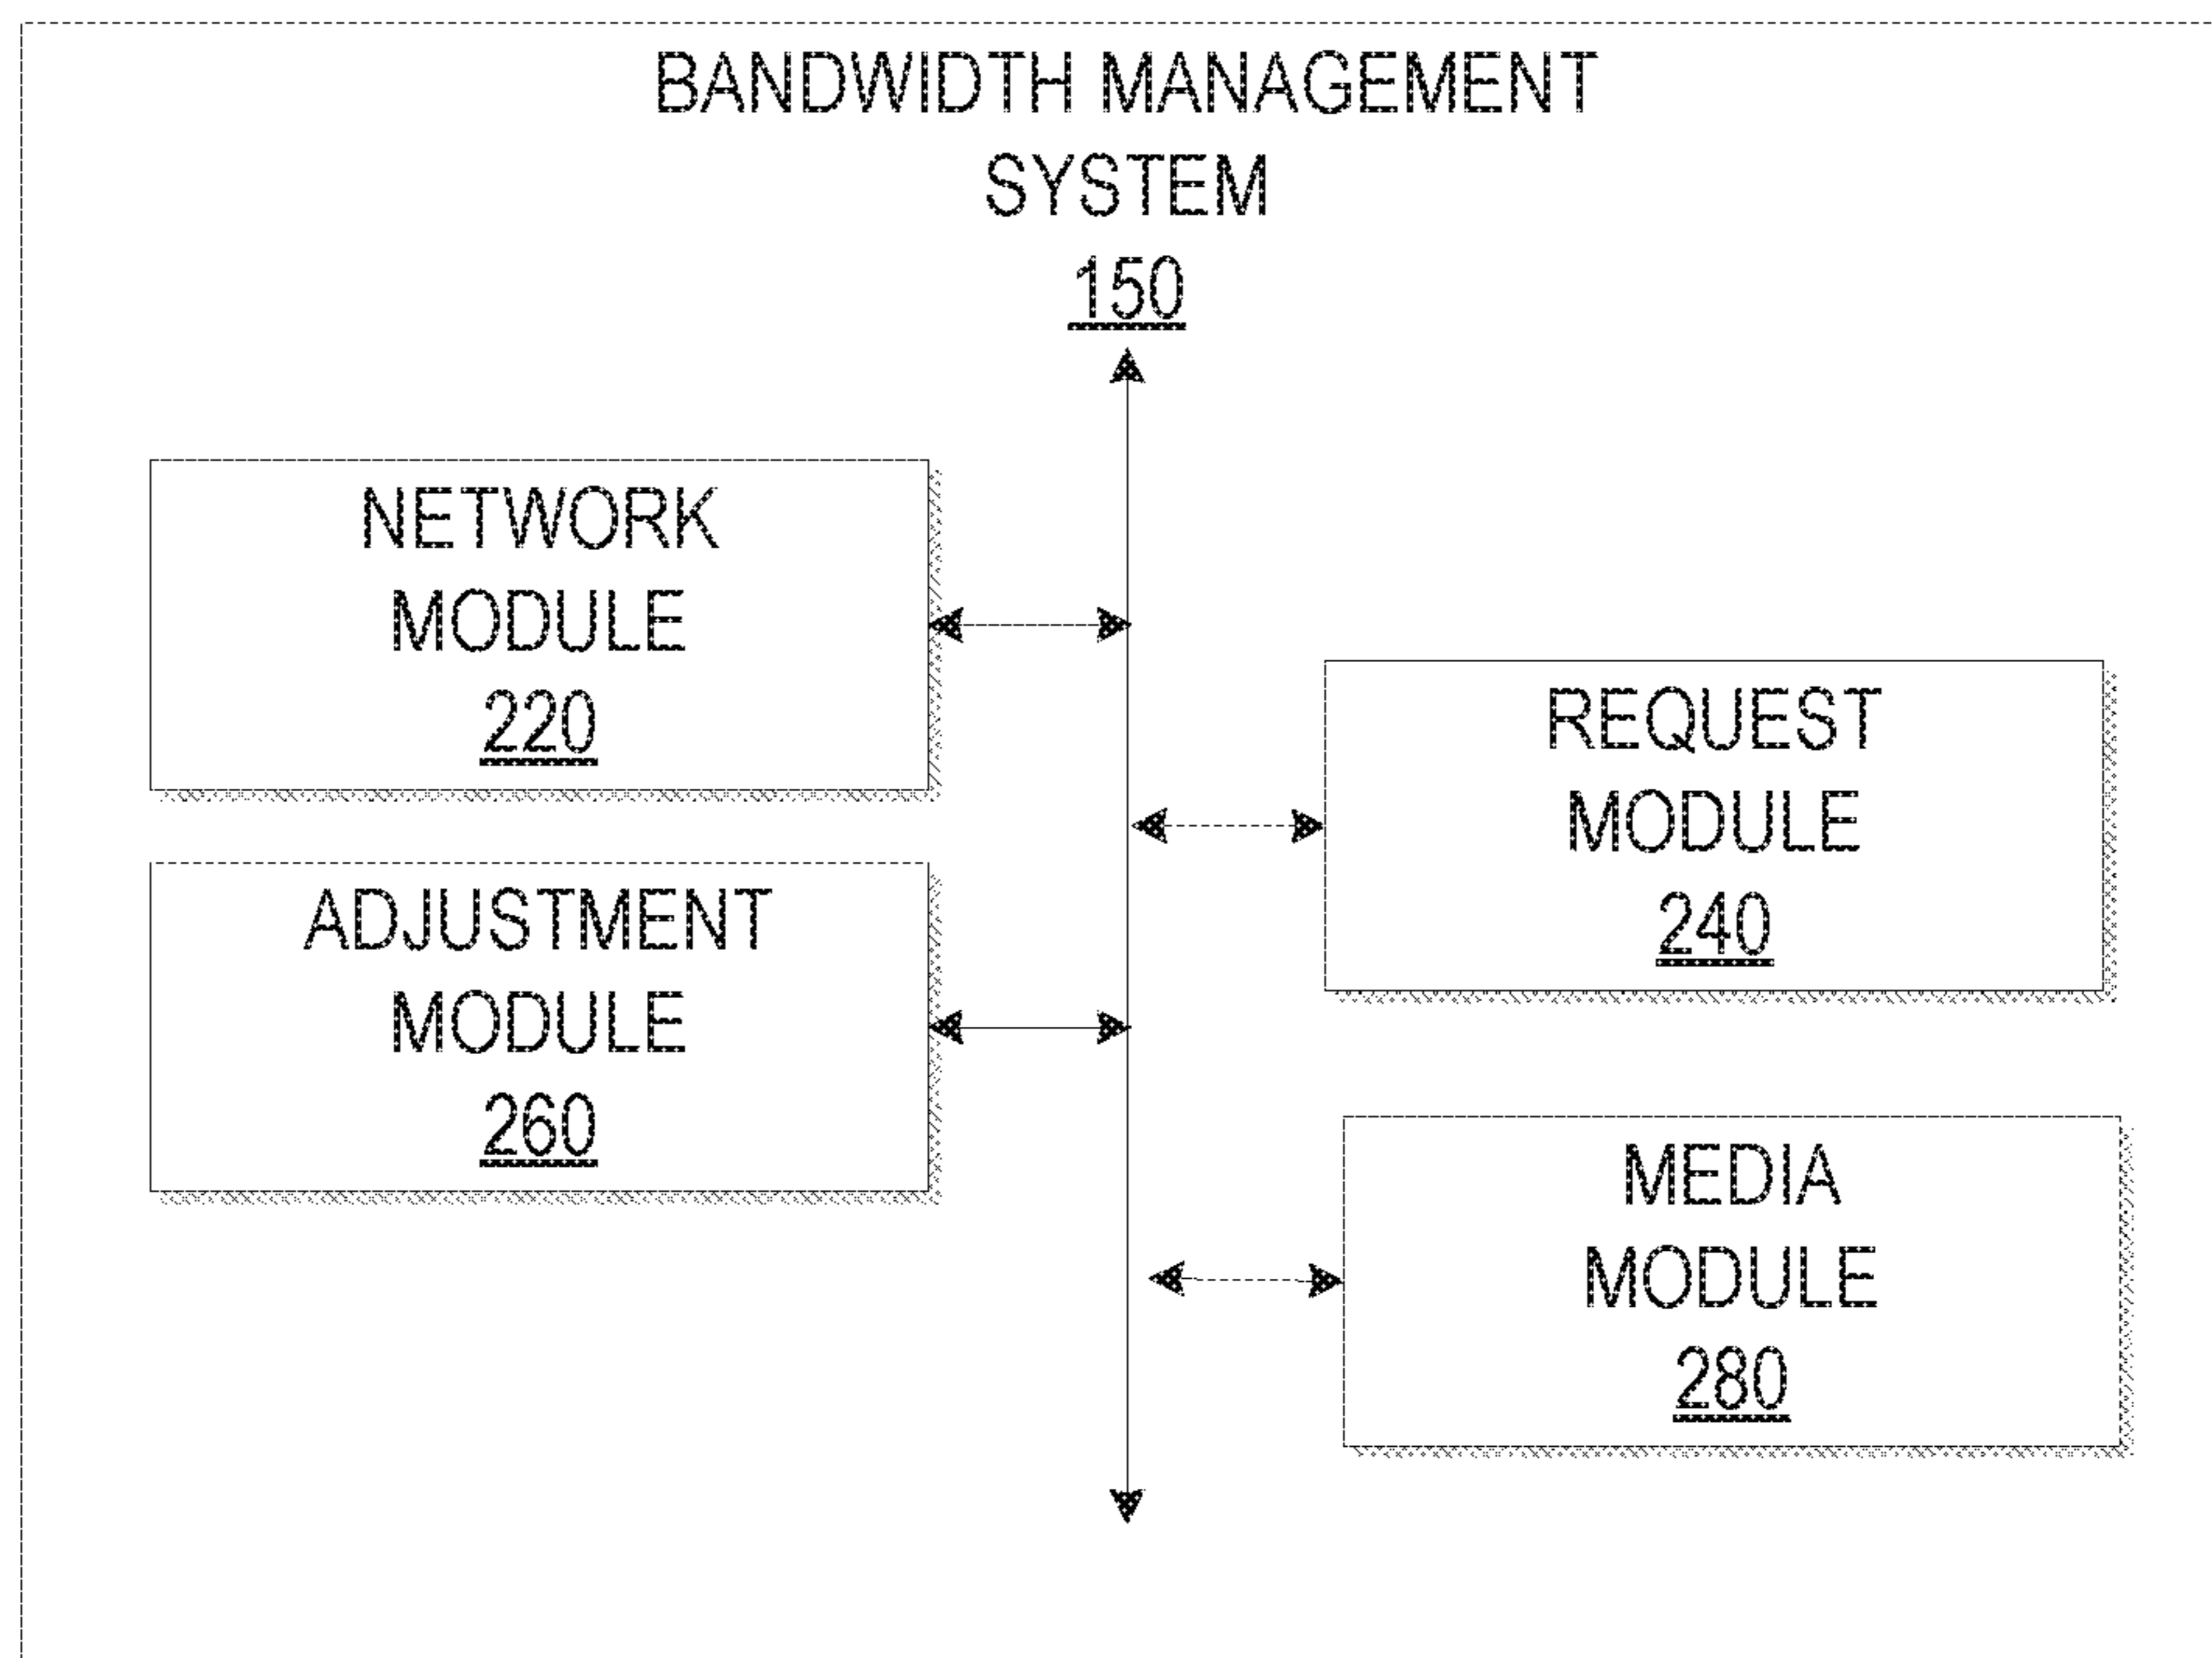 BANDWIDTH MANAGEMENT
SYSTEM
150
NETWORK
MODULE
220
REQUEST
MODULE
240
ADJUSTMENT
MODULE
260
MEDIA
MODULE
280